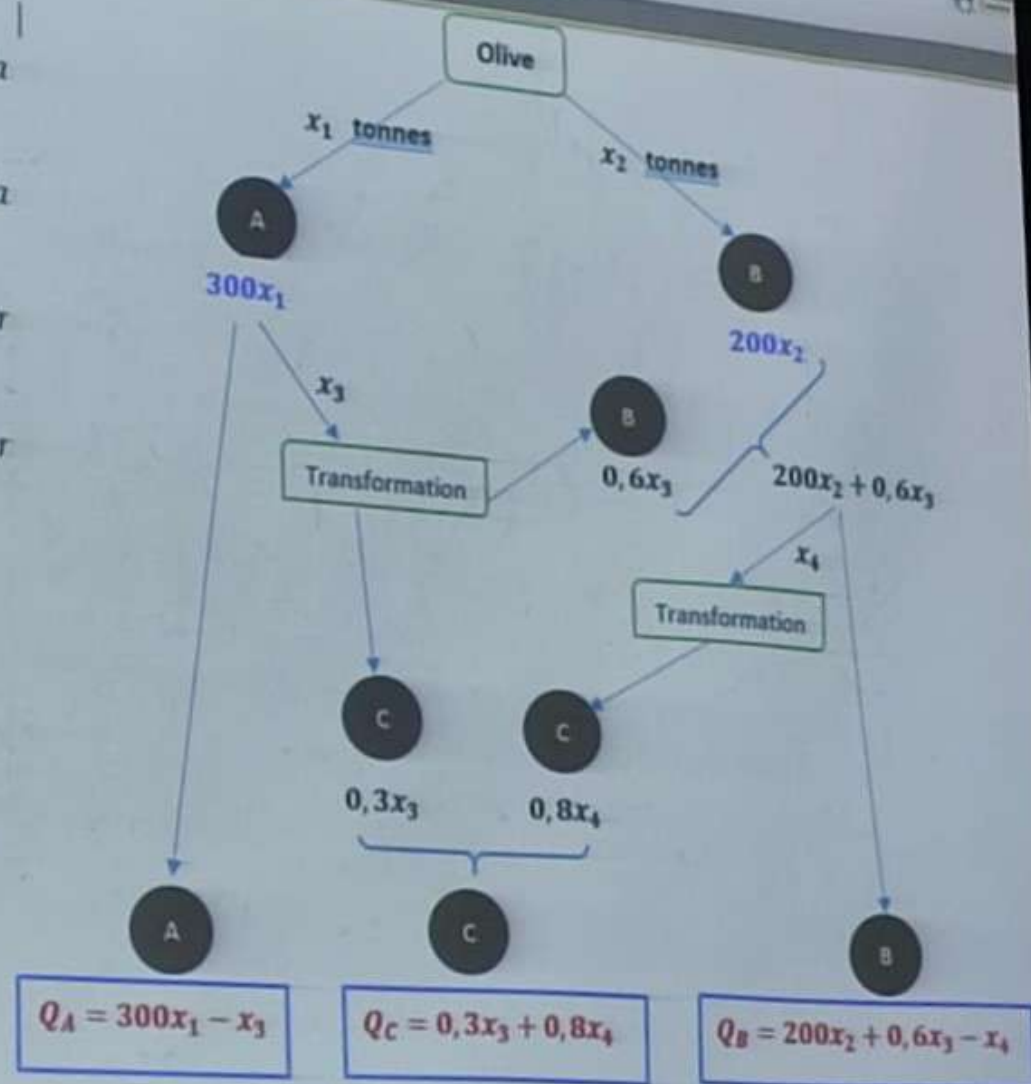 Olive
x₁ tonnes
x₂ tonnes
A
B
300x₁
200x₂
x₃
B
Transformation
0,6x₃
200x₂ + 0,6x₃
x₄
Transformation
C
C
0,3x₃
0,8x₄
A
C
B
Q_A = 300x₁ − x₃
Q_C = 0,3x₃ + 0,8x₄
Q_B = 200x₂ + 0,6x₃ − x₄